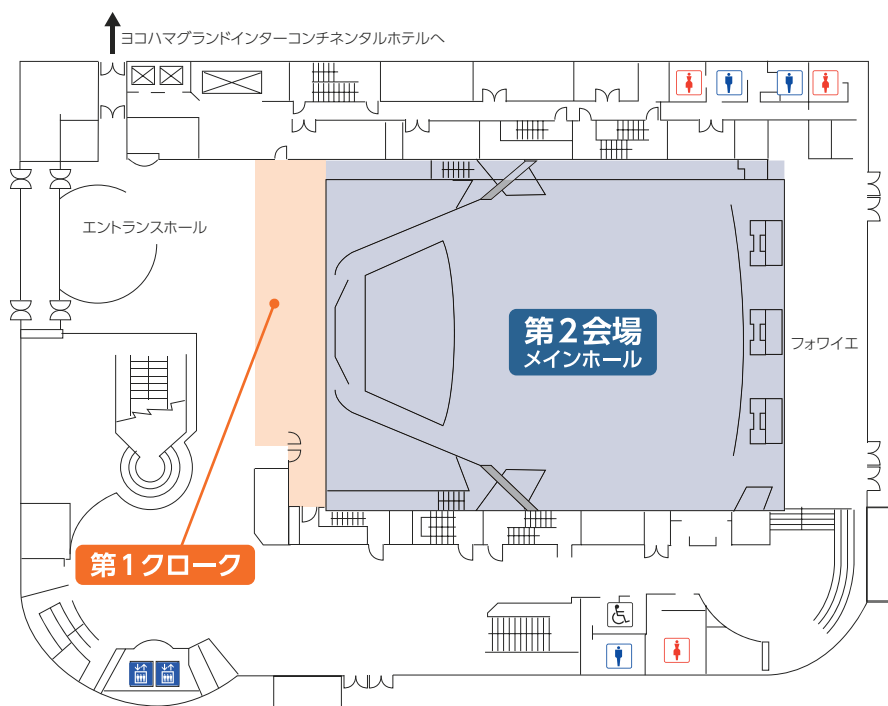 ヨコハマグランドインターコンチネンタルホテルへ
エントランスホール
第2会場
メインホール
フォワイエ
第1クローク